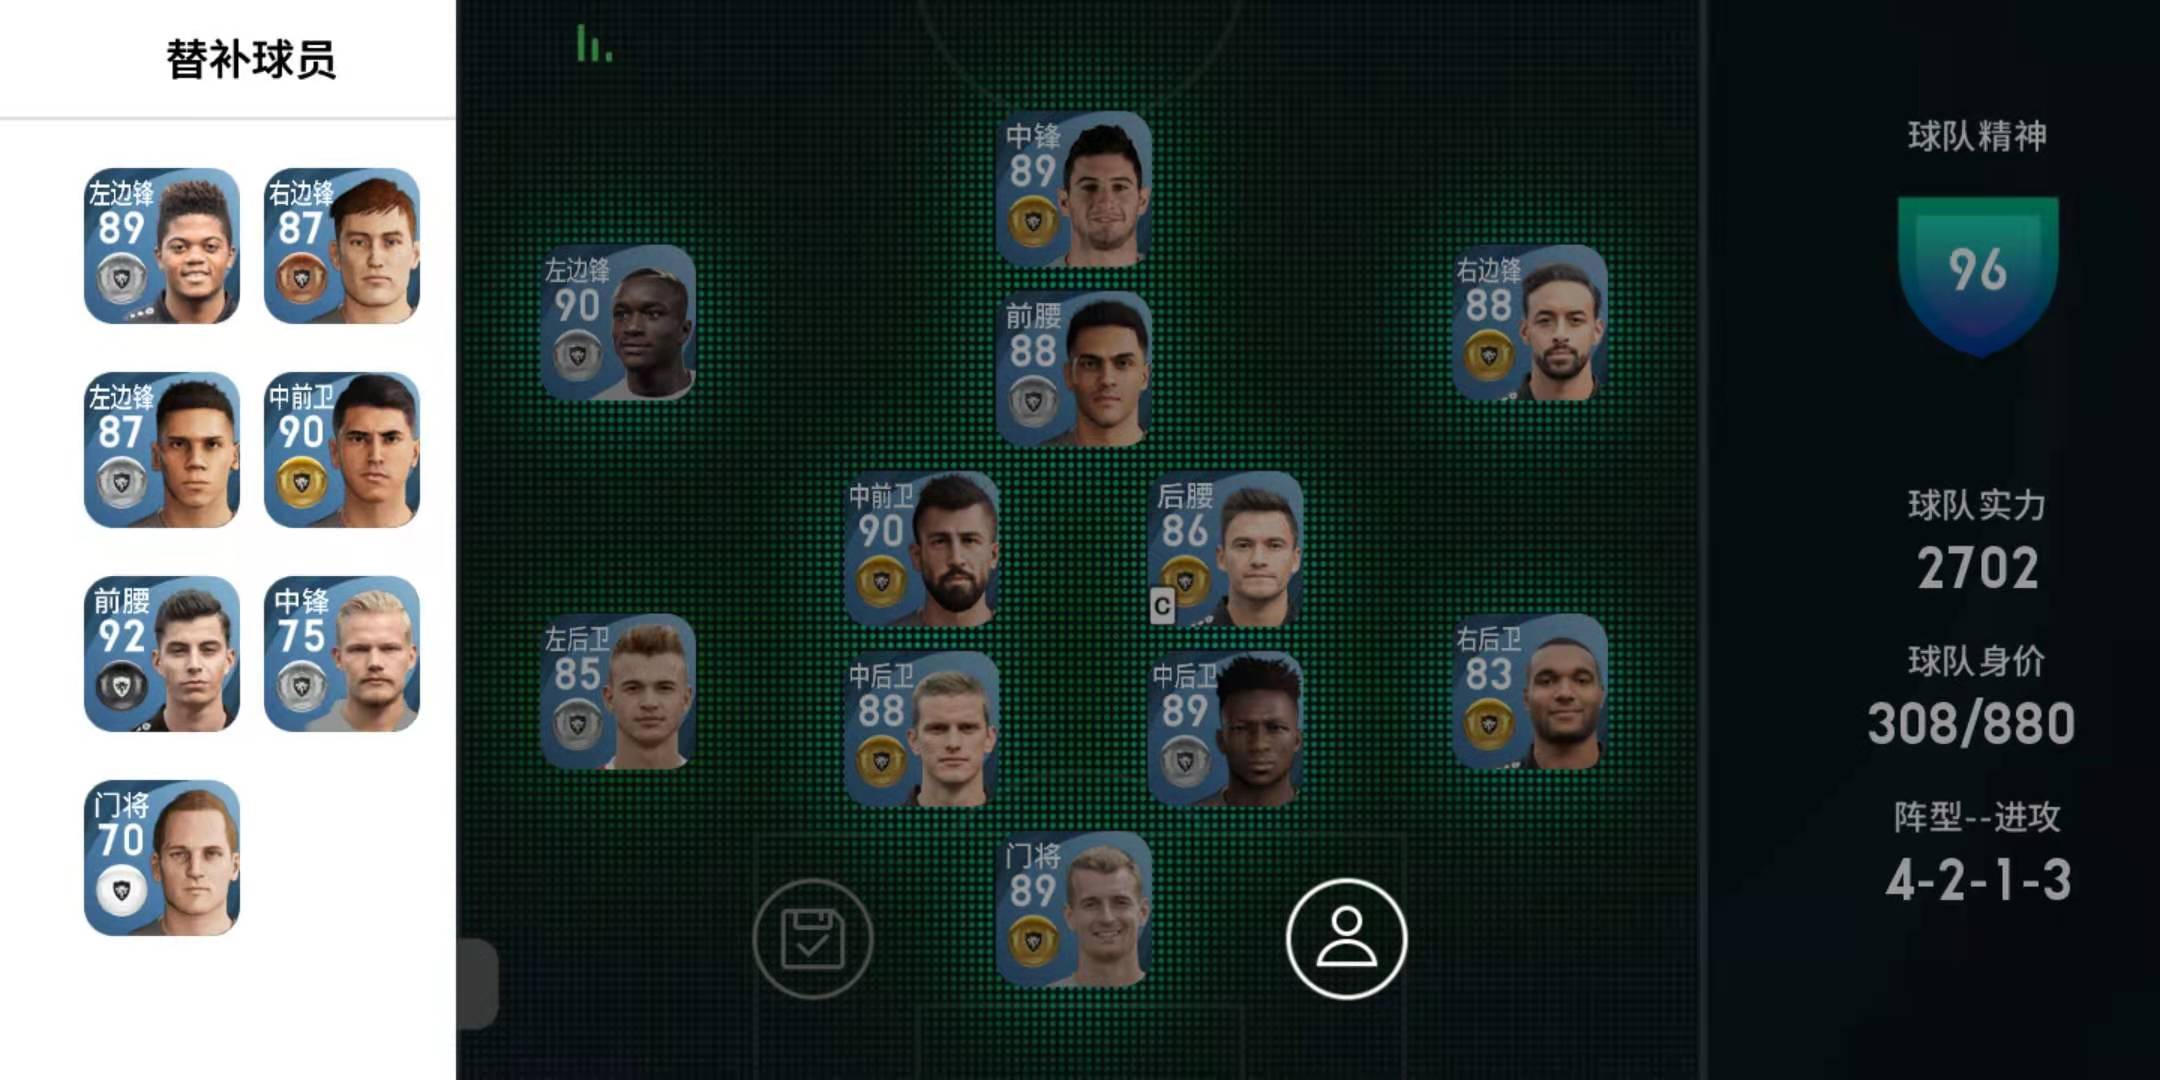 替补球员
左边锋
89
右边锋
87
左边锋
87
中前卫
90
前腰
92
中锋
75
门将
70
中锋
89
左边锋
90
右边锋
88
前腰
88
中前卫
90
后腰
86
C
左后卫
85
中后卫
88
中后卫
89
右后卫
83
门将
89
球队精神
96
球队实力
2702
球队身价
308/880
阵型--进攻
4-2-1-3